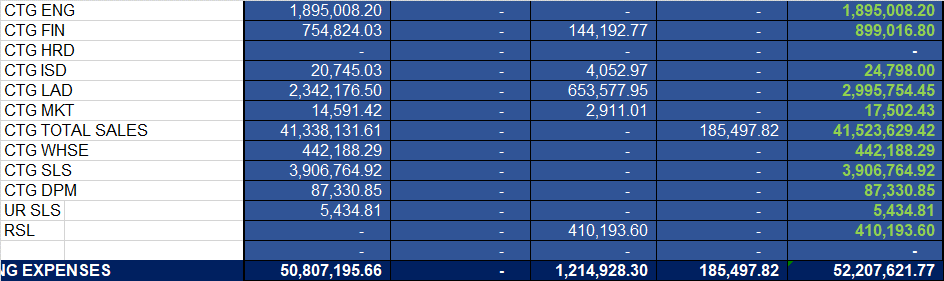 CTG ENG 1,895,008.20 - - - 1,895,008.20
CTG FIN 754,824.03 - 144,192.77 - 899,016.80
CTG HRD - - - - -
CTG ISD 20,745.03 - 4,052.97 - 24,798.00
CTG LAD 2,342,176.50 - 653,577.95 - 2,995,754.45
CTG MKT 14,591.42 - 2,911.01 - 17,502.43
CTG TOTAL SALES 41,338,131.61 - - 185,497.82 41,523,629.42
CTG WHSE 442,188.29 - - - 442,188.29
CTG SLS 3,906,764.92 - - - 3,906,764.92
CTG DPM 87,330.85 - - - 87,330.85
UR SLS 5,434.81 - - - 5,434.81
RSL - - 410,193.60 - 410,193.60
- - - - -
NG EXPENSES 50,807,195.66 - 1,214,928.30 185,497.82 52,207,621.77